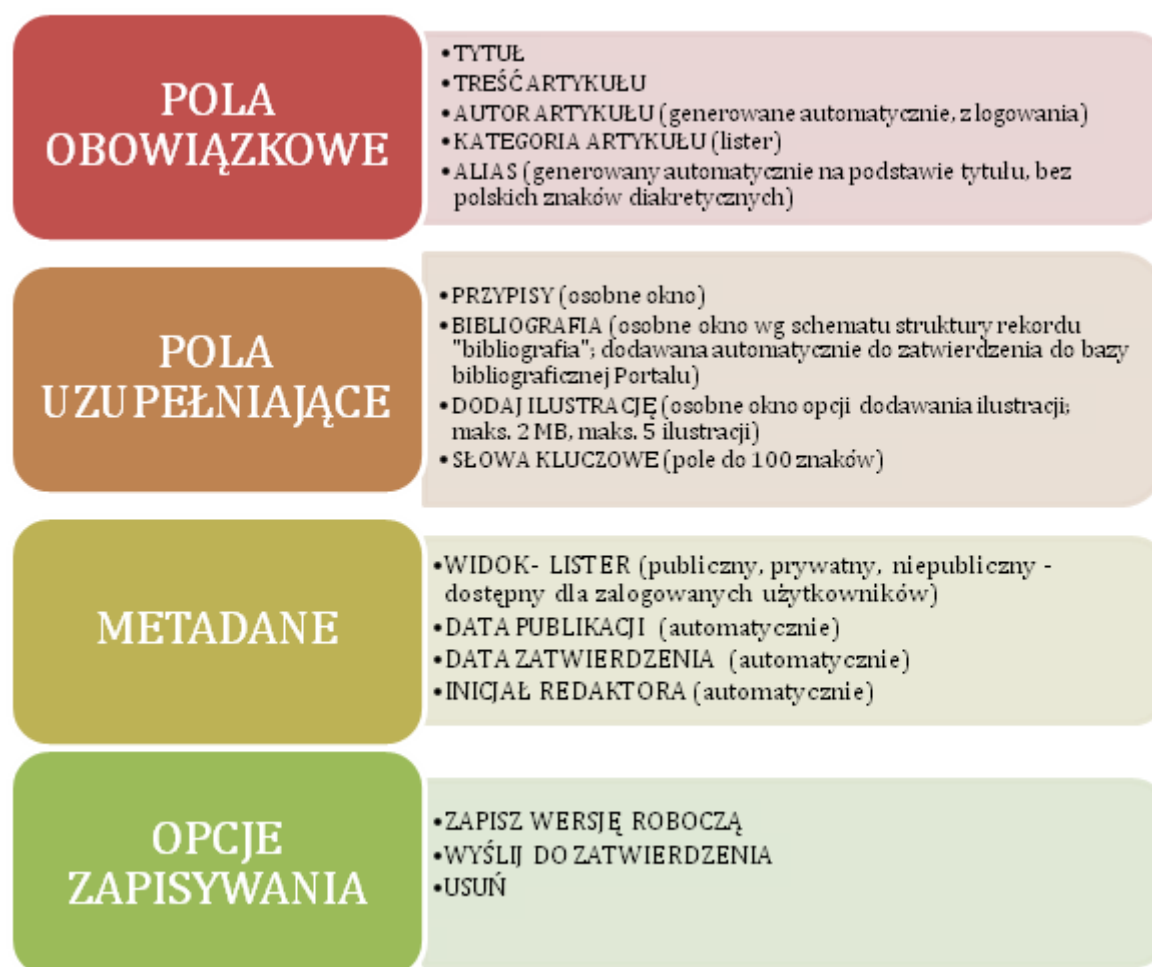 POLA
OBOWIĄZKOWE
•TYTUŁ
•TREŚĆ ARTYKUŁU
•AUTOR ARTYKUŁU (generowane automatycznie, z logowania)
•KATEGORIA ARTYKUŁU (lister)
•ALIAS (generowany automatycznie na podstawie tytułu, bez
polskich znaków diakretycznych)
POLA
UZUPEŁNIAJĄCE
•PRZYPISY (osobne okno)
•BIBLIOGRAFIA (osobne okno wg schematu struktury rekordu
"bibliografia"; dodawana automatycznie do zatwierdzenia do bazy
bibliograficznej Portalu)
•DODAJ ILUSTRACJĘ (osobne okno opcji dodawania ilustracji;
maks. 2 MB, maks. 5 ilustracji)
•SŁOWA KLUCZOWE (pole do 100 znaków)
METADANE
•WIDOK- LISTER (publiczny, prywatny, niepubliczny -
dostępny dla zalogowanych użytkowników)
•DATA PUBLIKACJI (automatycznie)
•DATA ZATWIERDZENIA (automatycznie)
•INICJAŁ REDAKTORA (automatycznie)
OPCJE
ZAPISYWANIA
•ZAPISZ WERSJĘ ROBOCZĄ
•WYŚLIJ DO ZATWIERDZENIA
•USUŃ